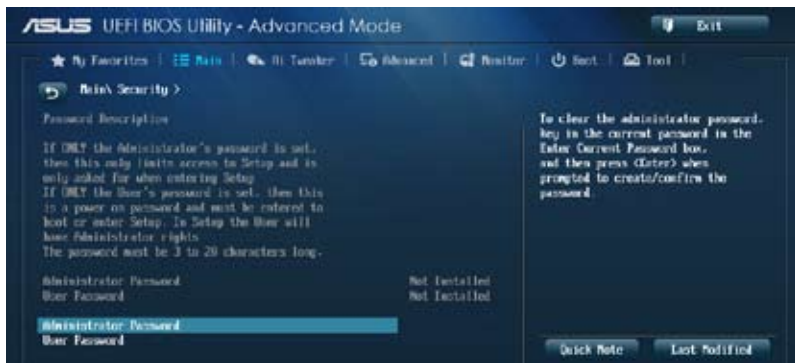 ASUS UEFI BIOS Utility - Advanced Mode
Exit
My Favorites | Main | Ai Tweaker | Advanced | Monitor | Boot | Tool
Main\ Security >
Password Description
If ONLY the Administrator's password is set,
then this only limits access to Setup and is
only asked for when entering Setup
If ONLY the User's password is set, then this
is a power on password and must be entered to
boot or enter Setup. In Setup the User will
have Administrator rights
The password must be 3 to 20 characters long.
Administrator Password Not Installed
User Password Not Installed
Administrator Password
User Password
To clear the administrator password,
key in the current password in the
Enter Current Password box,
and then press <Enter> when
prompted to create/confirm the
password.
Quick Note
Last Modified